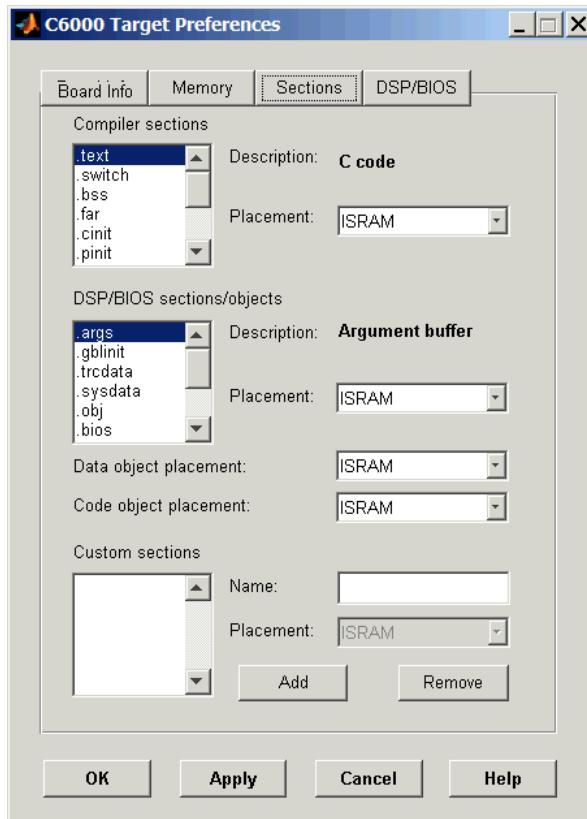 C6000 Target Preferences
Board Info Memory Sections DSP/BIOS
Compiler sections
.text
.switch
.bss
.far
.cinit
.pinit
Description: C code
Placement: ISRAM
DSP/BIOS sections/objects
.args
.gblinit
.trcdata
.sysdata
.obj
.bios
Description: Argument buffer
Placement: ISRAM
Data object placement: ISRAM
Code object placement: ISRAM
Custom sections
Name:
Placement: ISRAM
Add Remove
OK Apply Cancel Help